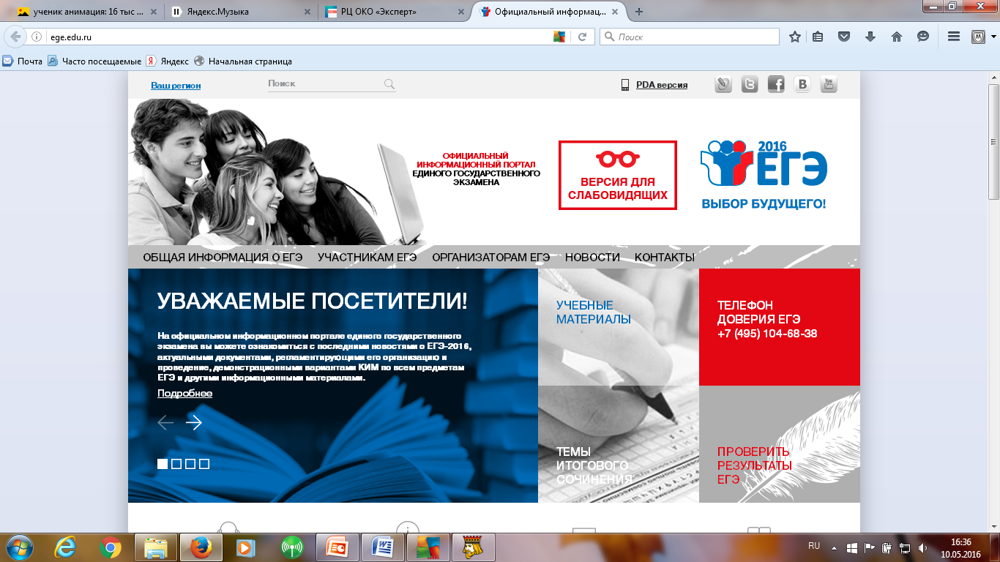 ученик анимация: 16 тыс ...
Яндекс.Музыка
РЦ ОКО «Эксперт»
Официальный информац...
ege.edu.ru
Поиск
Почта
Часто посещаемые
Яндекс
Начальная страница
Ваш регион
Поиск
PDA версия
ОФИЦИАЛЬНЫЙ
ИНФОРМАЦИОННЫЙ ПОРТАЛ
ЕДИНОГО ГОСУДАРСТВЕННОГО
ЭКЗАМЕНА
ВЕРСИЯ ДЛЯ
СЛАБОВИДЯЩИХ
2016
ЕГЭ
ВЫБОР БУДУЩЕГО!
ОБЩАЯ ИНФОРМАЦИЯ О ЕГЭ
УЧАСТНИКАМ ЕГЭ
ОРГАНИЗАТОРАМ ЕГЭ
НОВОСТИ
КОНТАКТЫ
УВАЖАЕМЫЕ ПОСЕТИТЕЛИ!
На официальном информационном портале единого государственного
экзамена вы можете ознакомиться с последними новостями о ЕГЭ-2016,
актуальными документами, регламентирующими его организацию и
проведение, демонстрационными вариантами КИМ по всем предметам
ЕГЭ и другими информационными материалами.
Подробнее
УЧЕБНЫЕ
МАТЕРИАЛЫ
ТЕЛЕФОН
ДОВЕРИЯ ЕГЭ
+7 (495) 104-68-38
ТЕМЫ
ИТОГОВОГО
СОЧИНЕНИЯ
ПРОВЕРИТЬ
РЕЗУЛЬТАТЫ
ЕГЭ
RU
16:36
10.05.2016